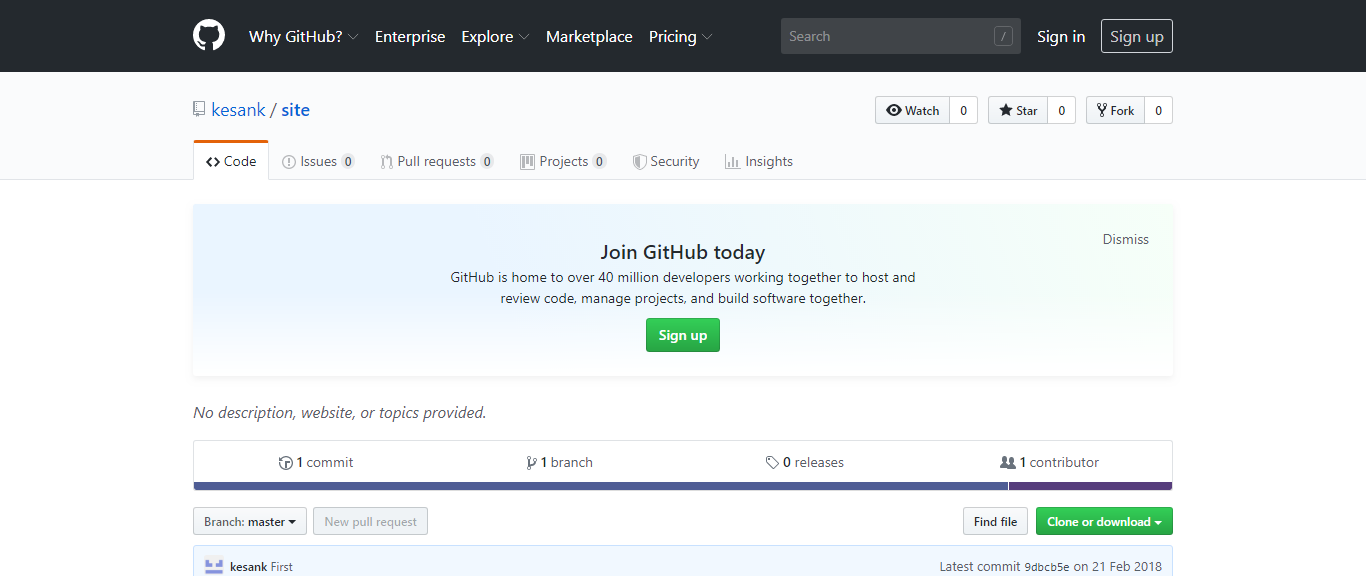 Why GitHub? Enterprise Explore Marketplace Pricing Search / Sign in Sign up
kesank / site Watch 0 Star 0 Fork 0
Code Issues 0 Pull requests 0 Projects 0 Security Insights
Dismiss
Join GitHub today
GitHub is home to over 40 million developers working together to host and
review code, manage projects, and build software together.
Sign up
No description, website, or topics provided.
1 commit 1 branch 0 releases 1 contributor
Branch: master New pull request Find file Clone or download
kesank First Latest commit 9dbcb5e on 21 Feb 2018